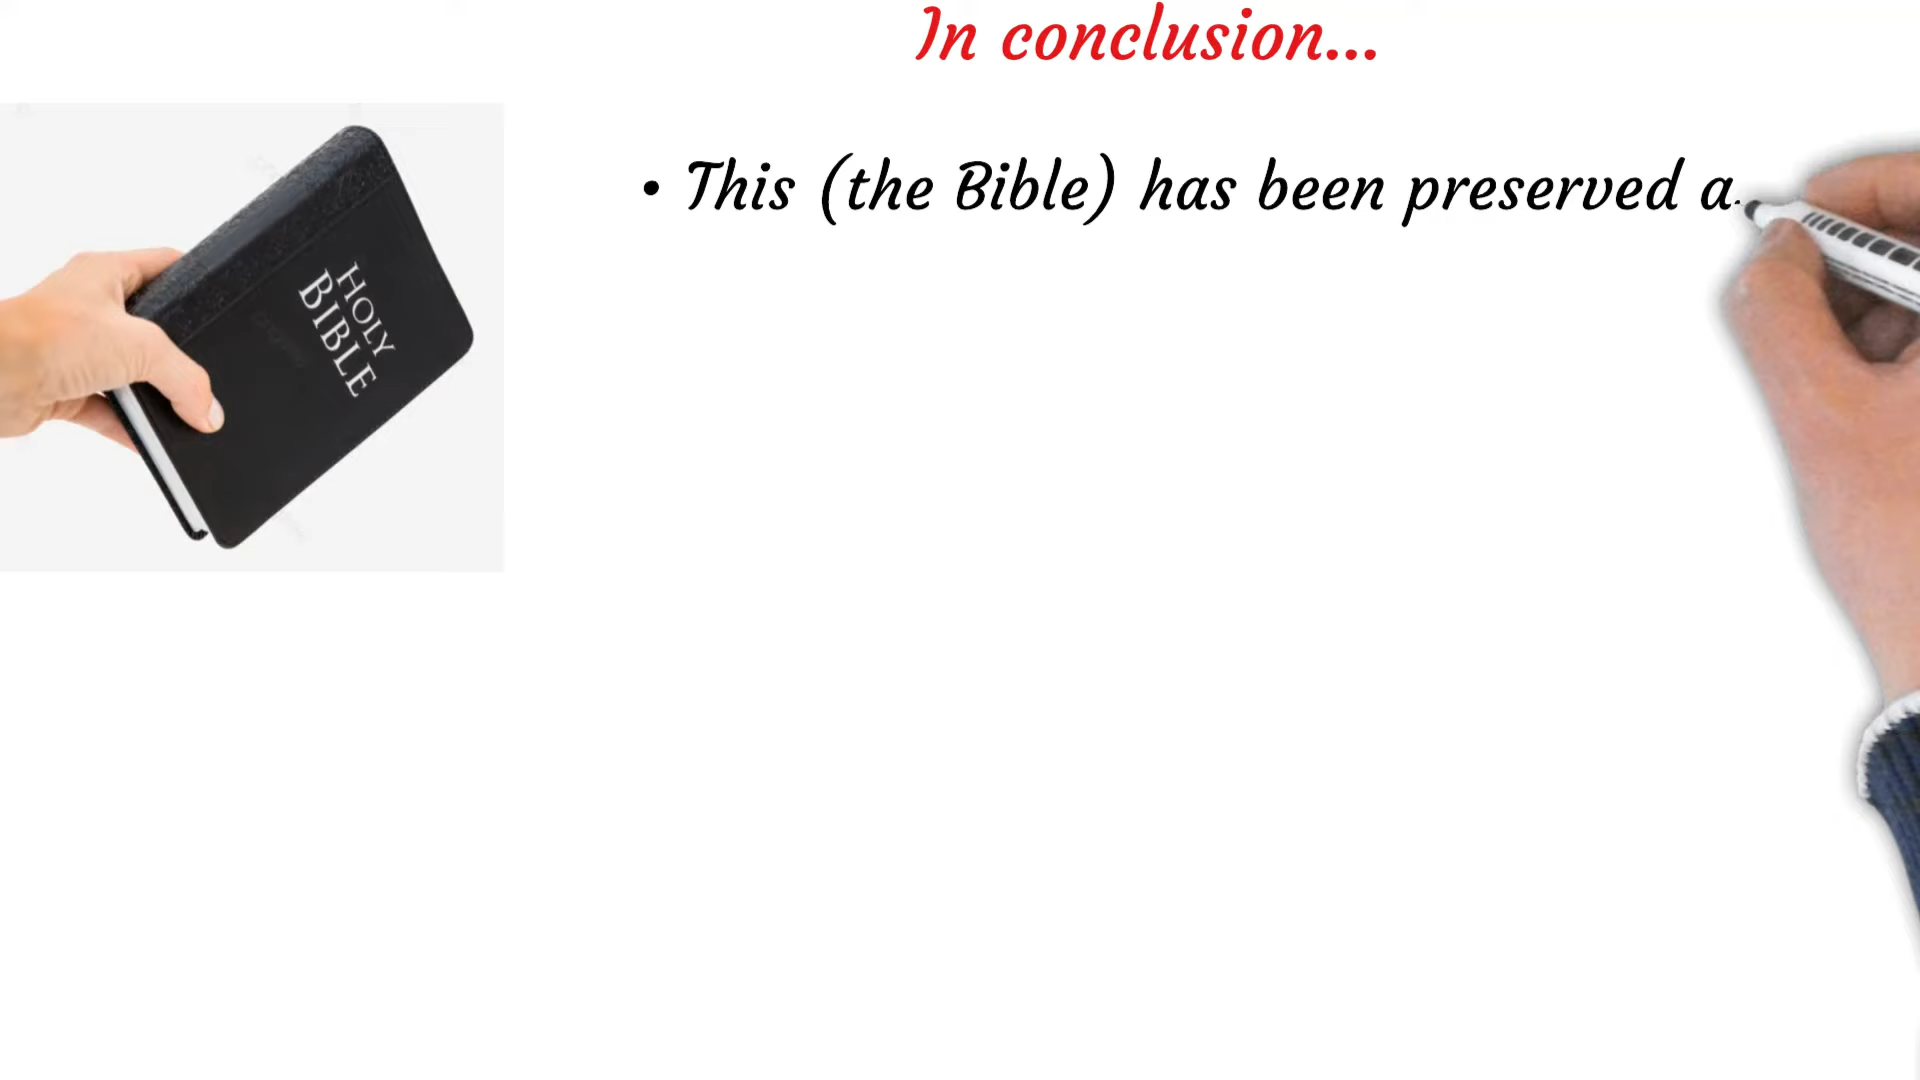 In conclusion...
• This (the Bible) has been preserved a
HOLY
BIBLE